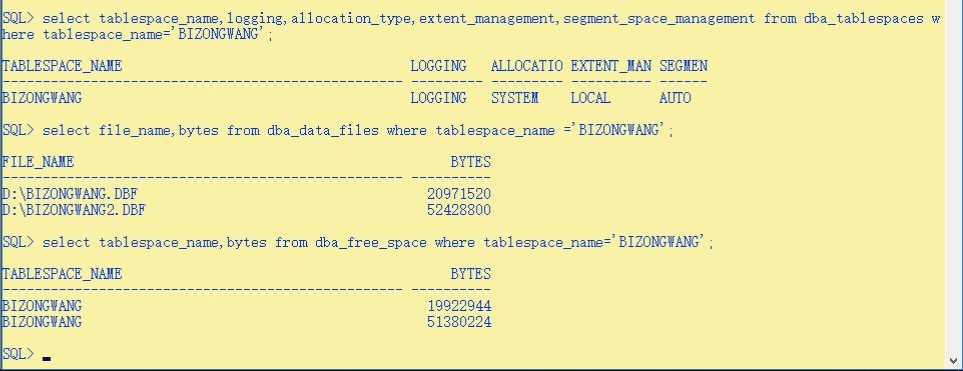 SQL> select tablespace_name,logging,allocation_type,extent_management,segment_space_management from dba_tablespaces w
here tablespace_name='BIZONGWANG';
TABLESPACE_NAME LOGGING ALLOCATIO EXTENT_MAN SEGMEN
-------------------------------------------------- --------- --------- ---------- ------
BIZONGWANG LOGGING SYSTEM LOCAL AUTO
SQL> select file_name,bytes from dba_data_files where tablespace_name ='BIZONGWANG';
FILE_NAME BYTES
-------------------------------------------------- ----------
D:\BIZONGWANG.DBF 20971520
D:\BIZONGWANG2.DBF 52428800
SQL> select tablespace_name,bytes from dba_free_space where tablespace_name='BIZONGWANG';
TABLESPACE_NAME BYTES
-------------------------------------------------- ----------
BIZONGWANG 19922944
BIZONGWANG 51380224
SQL>